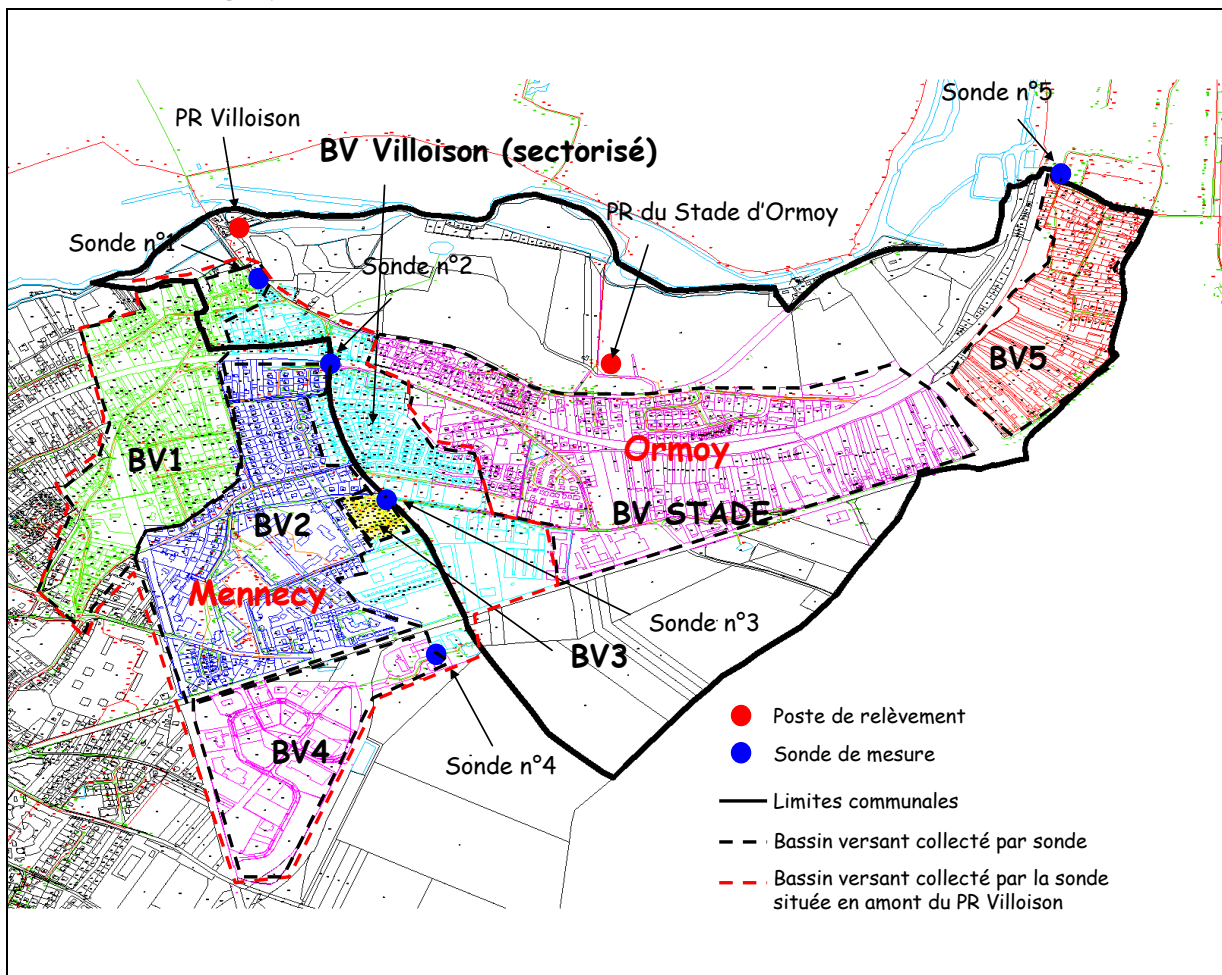 Sonde n°5
PR Villoison
BV Villoison (sectorisé)
PR du Stade d'Ormoy
Sonde n°1
Sonde n°2
BV5
BV1
Ormoy
BV STADE
BV2
Mennecy
Sonde n°3
BV3
BV4
Sonde n°4
Poste de relèvement
Sonde de mesure
Limites communales
Bassin versant collecté par sonde
Bassin versant collecté par la sonde
située en amont du PR Villoison